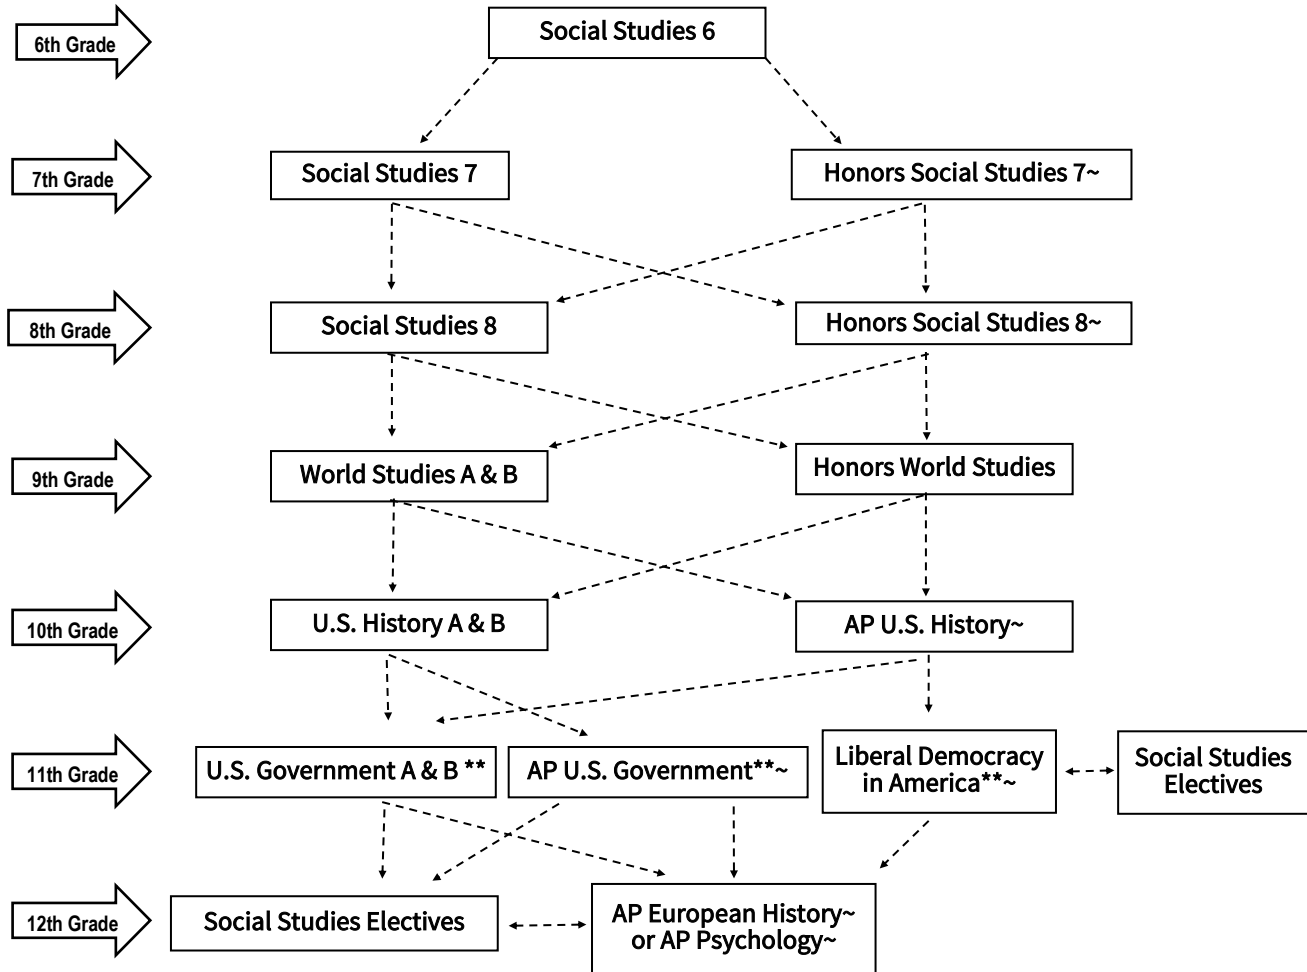 6th Grade
Social Studies 6
7th Grade
Social Studies 7
Honors Social Studies 7~
8th Grade
Social Studies 8
Honors Social Studies 8~
9th Grade
World Studies A & B
Honors World Studies
10th Grade
U.S. History A & B
AP U.S. History~
11th Grade
U.S. Government A & B **
AP U.S. Government**~
Liberal Democracy
in America**~
Social Studies
Electives
12th Grade
Social Studies Electives
AP European History~
or AP Psychology~